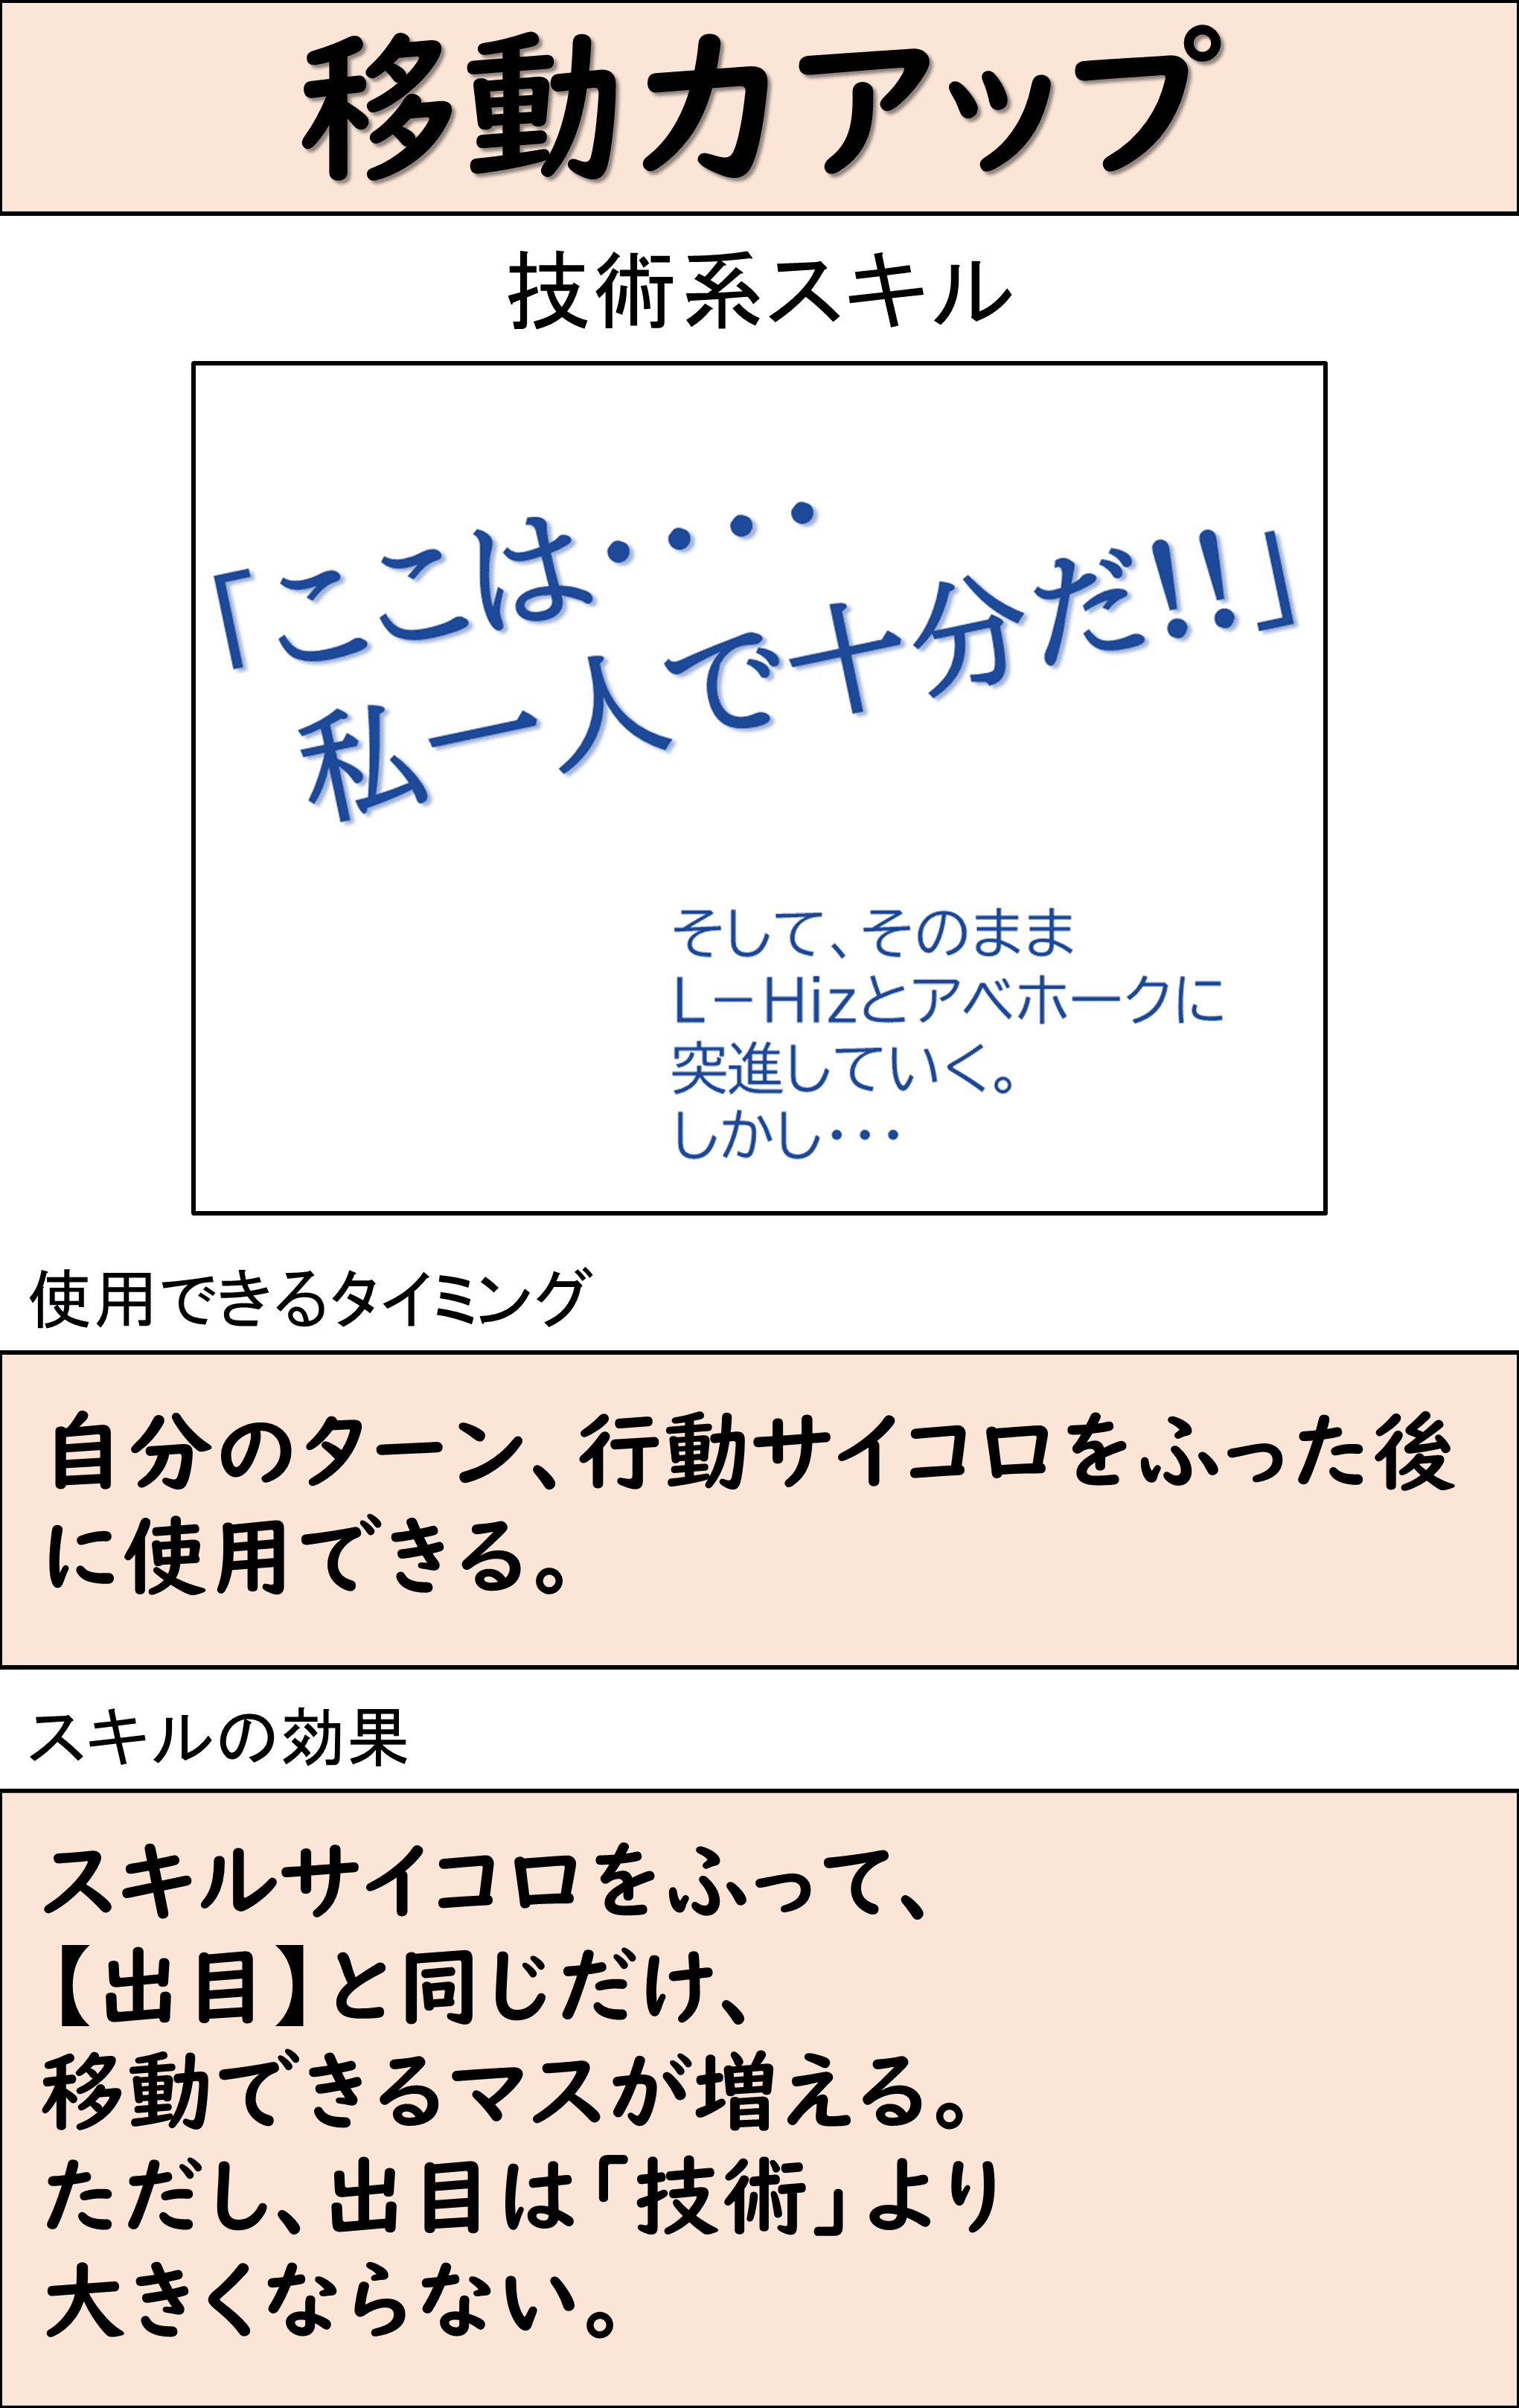 移動力アップ
技術系スキル
「ここは・・・・
私一人で十分だ!!」
そして、そのまま
L－Hizとアベホークに
突進していく。
しかし・・・
使用できるタイミング
自分のターン、行動サイコロをふった後
に使用できる。
スキルの効果
スキルサイコロをふって、
【出目】と同じだけ、
移動できるマスが増える。
ただし、出目は「技術」より
大きくならない。